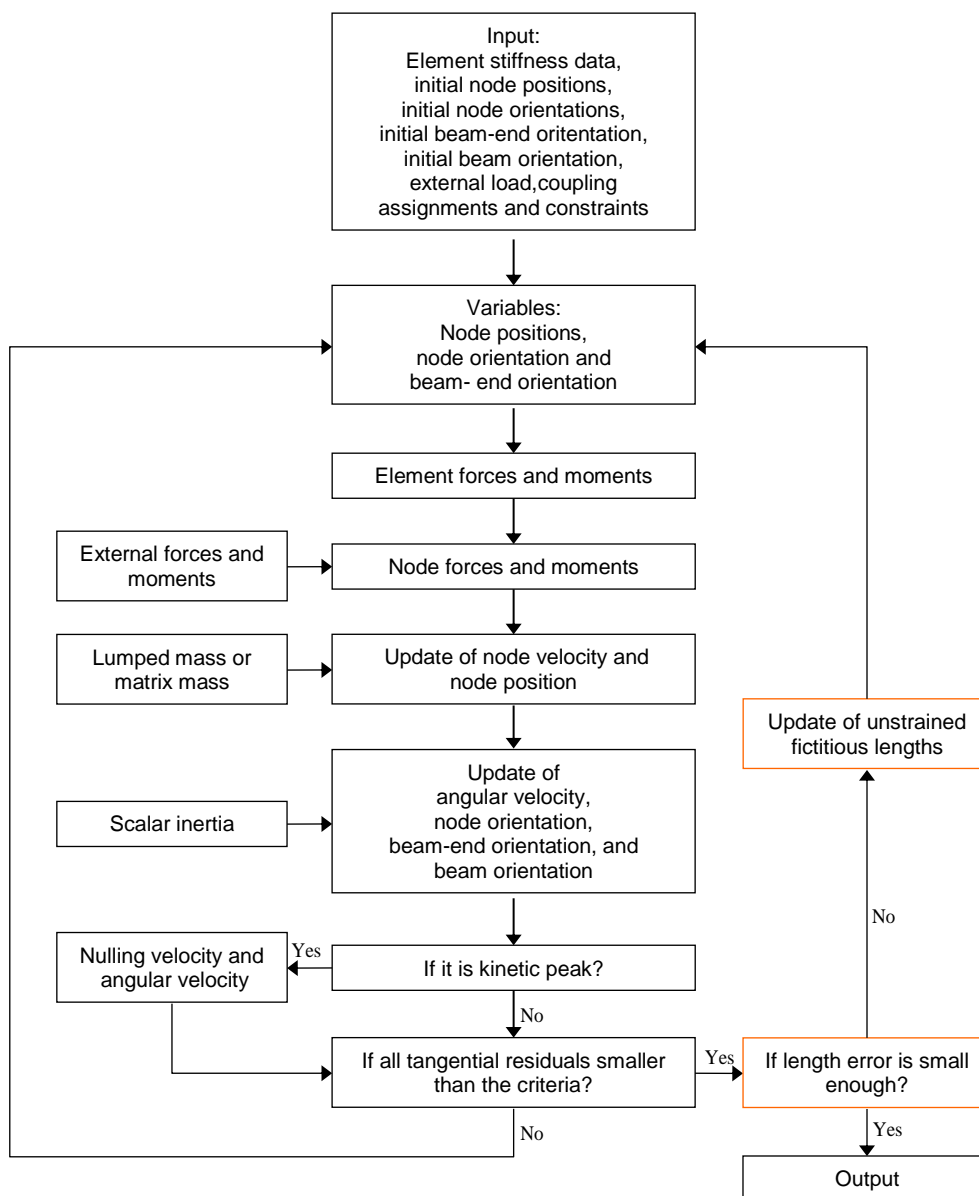 Input:
Element stiffness data,
initial node positions,
initial node orientations,
initial beam-end oritentation,
initial beam orientation,
external load,coupling
assignments and constraints
Variables:
Node positions,
node orientation and
beam- end orientation
Element forces and moments
External forces and
moments
Node forces and moments
Lumped mass or
matrix mass
Update of node velocity and
node position
Update of unstrained
fictitious lengths
Scalar inertia
Update of
angular velocity,
node orientation,
beam-end orientation, and
beam orientation
No
Nulling velocity and
angular velocity
Yes
If it is kinetic peak?
No
If all tangential residuals smaller
than the criteria?
Yes
If length error is small
enough?
No
Yes
Output